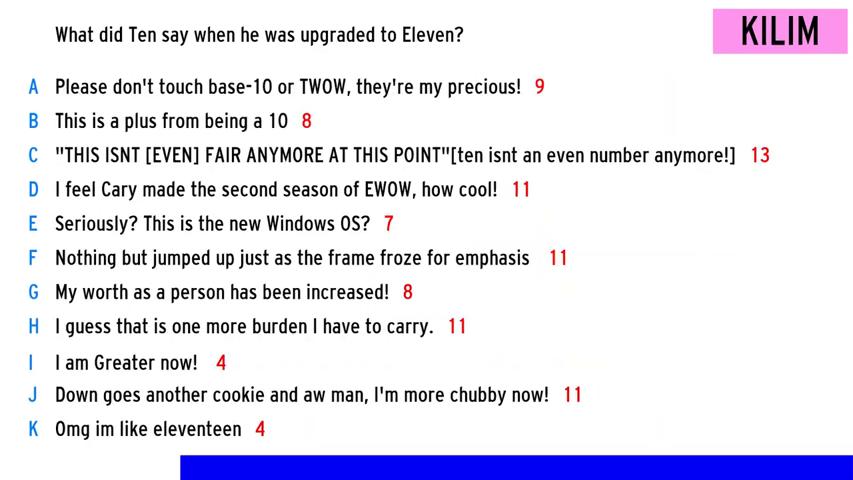 What did Ten say when he was upgraded to Eleven?
KILIM
A Please don't touch base-10 or TWOW, they're my precious! 9
B This is a plus from being a 10 8
C "THIS ISNT [EVEN] FAIR ANYMORE AT THIS POINT"[ten isnt an even number anymore!] 13
D I feel Cary made the second season of EWOW, how cool! 11
E Seriously? This is the new Windows OS? 7
F Nothing but jumped up just as the frame froze for emphasis 11
G My worth as a person has been increased! 8
H I guess that is one more burden I have to carry. 11
I I am Greater now! 4
J Down goes another cookie and aw man, I'm more chubby now! 11
K Omg im like eleventeen 4